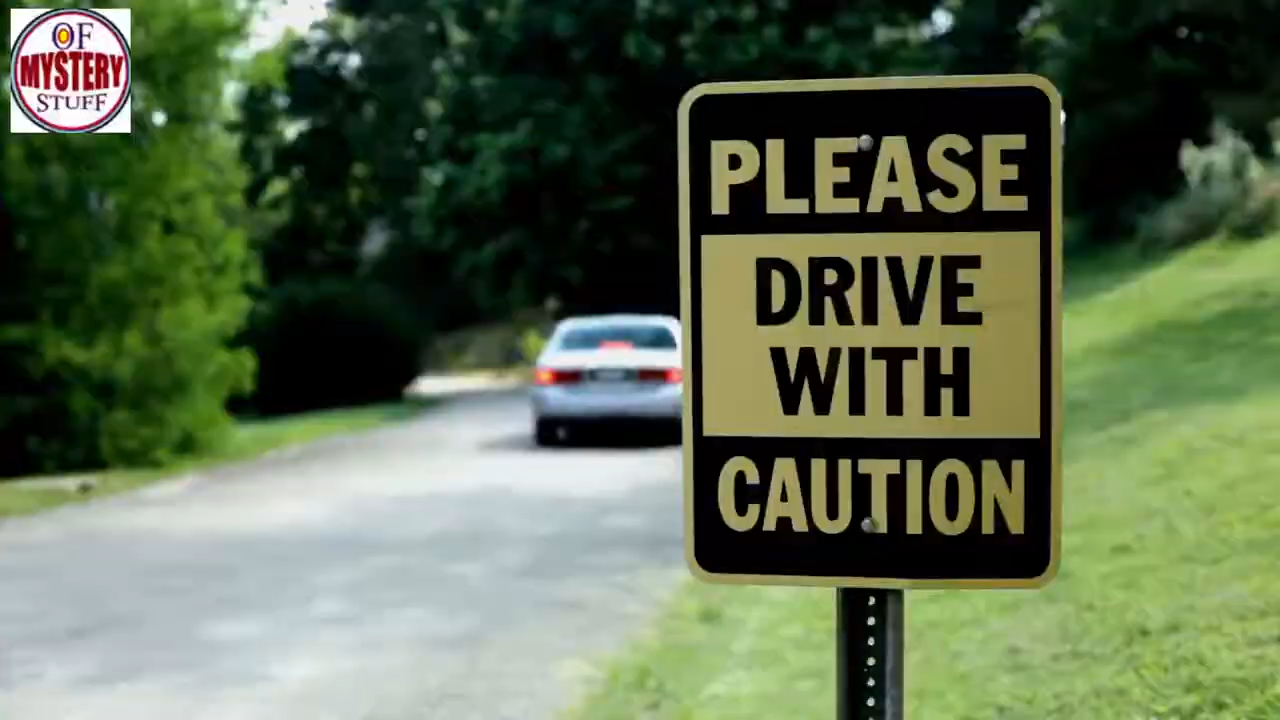 OF
MYSTERY
STUFF
PLEASE
DRIVE
WITH
CAUTION